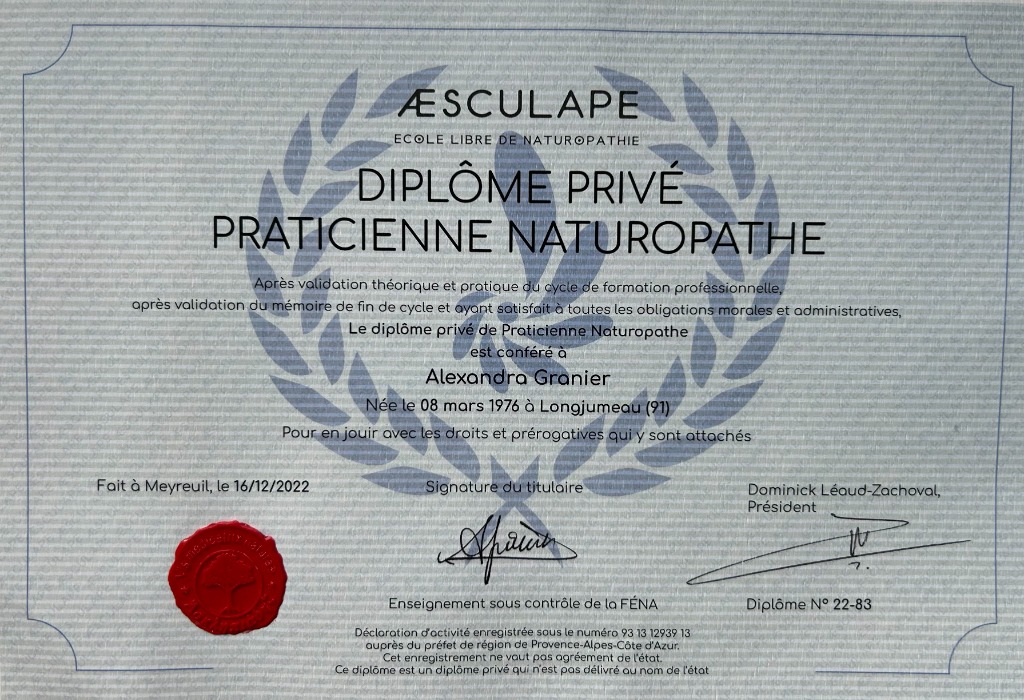 ÆSCULAPE
ECOLE LIBRE DE NATUROPATHIE
DIPLÔME PRIVÉ
PRATICIENNE NATUROPATHE
Après validation théorique et pratique du cycle de formation professionnelle,
après validation du mémoire de fin de cycle et ayant satisfait à toutes les obligations morales et administratives,
Le diplôme privé de Praticienne Naturopathe
est conféré à
Alexandra Granier
Née le 08 mars 1976 à Longjumeau (91)
Pour en jouir avec les droits et prérogatives qui y sont attachés
Fait à Meyreuil, le 16/12/2022
Signature du titulaire
Dominick Léaud-Zachoval,
Président
Enseignement sous contrôle de la FÉNA
Diplôme N° 22-83
Déclaration d'activité enregistrée sous le numéro 93 13 12939 13
auprès du préfet de région de Provence-Alpes-Côte d'Azur.
Cet enregistrement ne vaut pas agrément de l'état.
Ce diplôme est un diplôme privé qui n'est pas délivré au nom de l'état